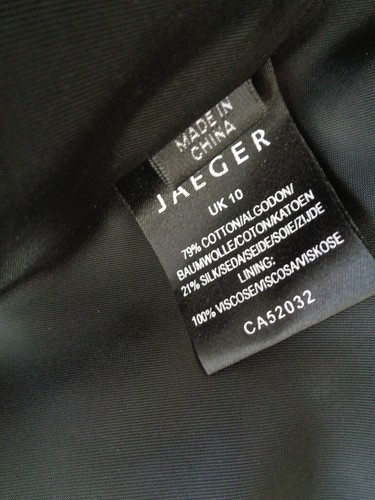 MADE IN
CHINA
JAEGER
UK 10
79% COTTON/ALGODON/
BAUMWOLLE/COTON/KATOEN
21% SILK/SEDA/SEIDE/SOIE/ZIJDE
LINING:
100% VISCOSE/VISCOSA/VISKOSE
CA52032